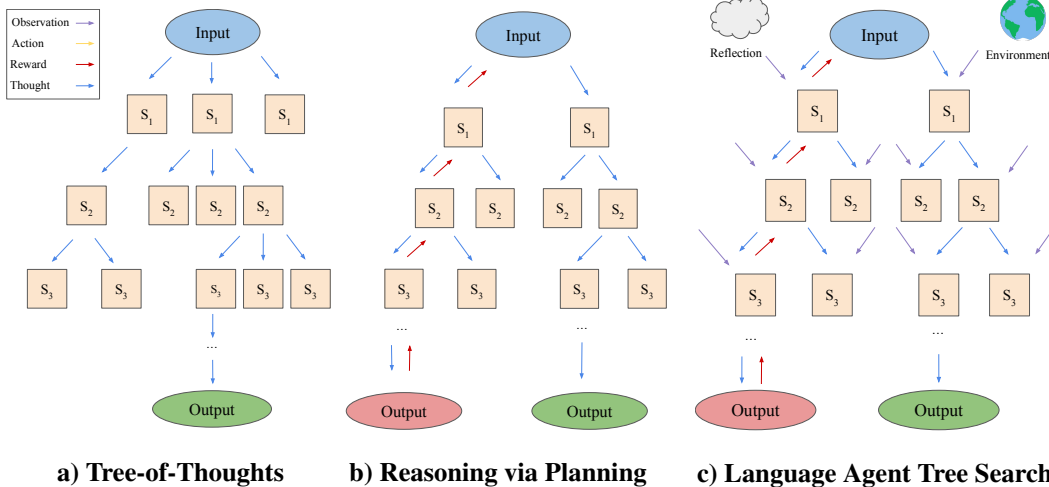 Observation
Action
Reward
Thought
Input
S1
S1
S1
S2
S2
S2
S2
S3
S3
S3
S3
S3
...
Output
a) Tree-of-Thoughts
Input
S1
S1
S2
S2
S2
S2
S3
S3
S3
S3
...
...
Output
Output
b) Reasoning via Planning
Reflection
Input
Environment
S1
S1
S2
S2
S2
S2
S3
S3
S3
S3
...
...
Output
Output
c) Language Agent Tree Search